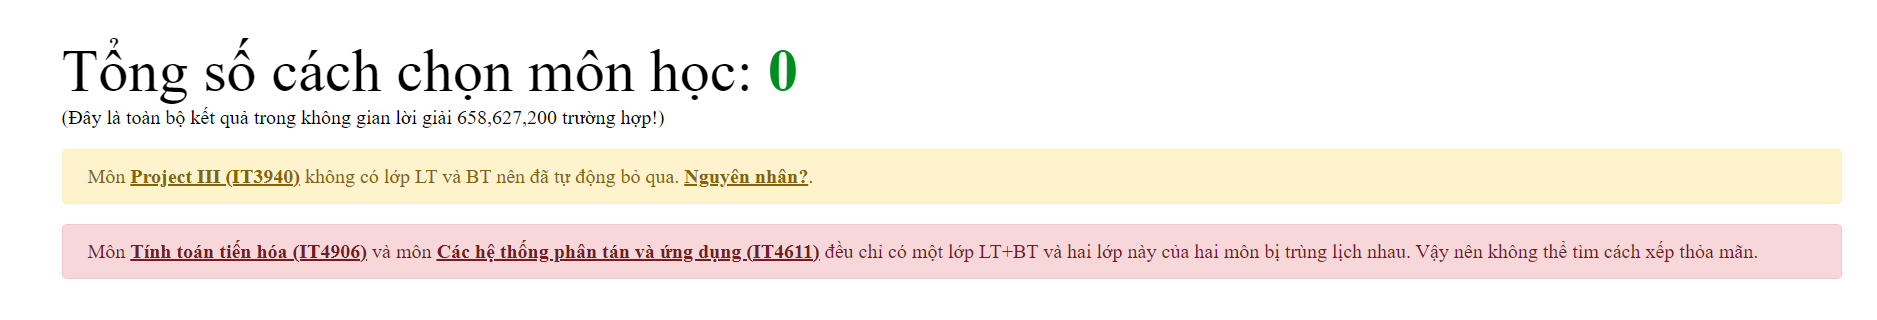 Tổng số cách chọn môn học: 0
(Đây là toàn bộ kết quả trong không gian lời giải 658,627,200 trường hợp!)
Môn Project III (IT3940) không có lớp LT và BT nên đã tự động bỏ qua. Nguyên nhân?.
Môn Tính toán tiến hóa (IT4906) và môn Các hệ thống phân tán và ứng dụng (IT4611) đều chỉ có một lớp LT+BT và hai lớp này của hai môn bị trùng lịch nhau. Vậy nên không thể tìm cách xếp thỏa mãn.